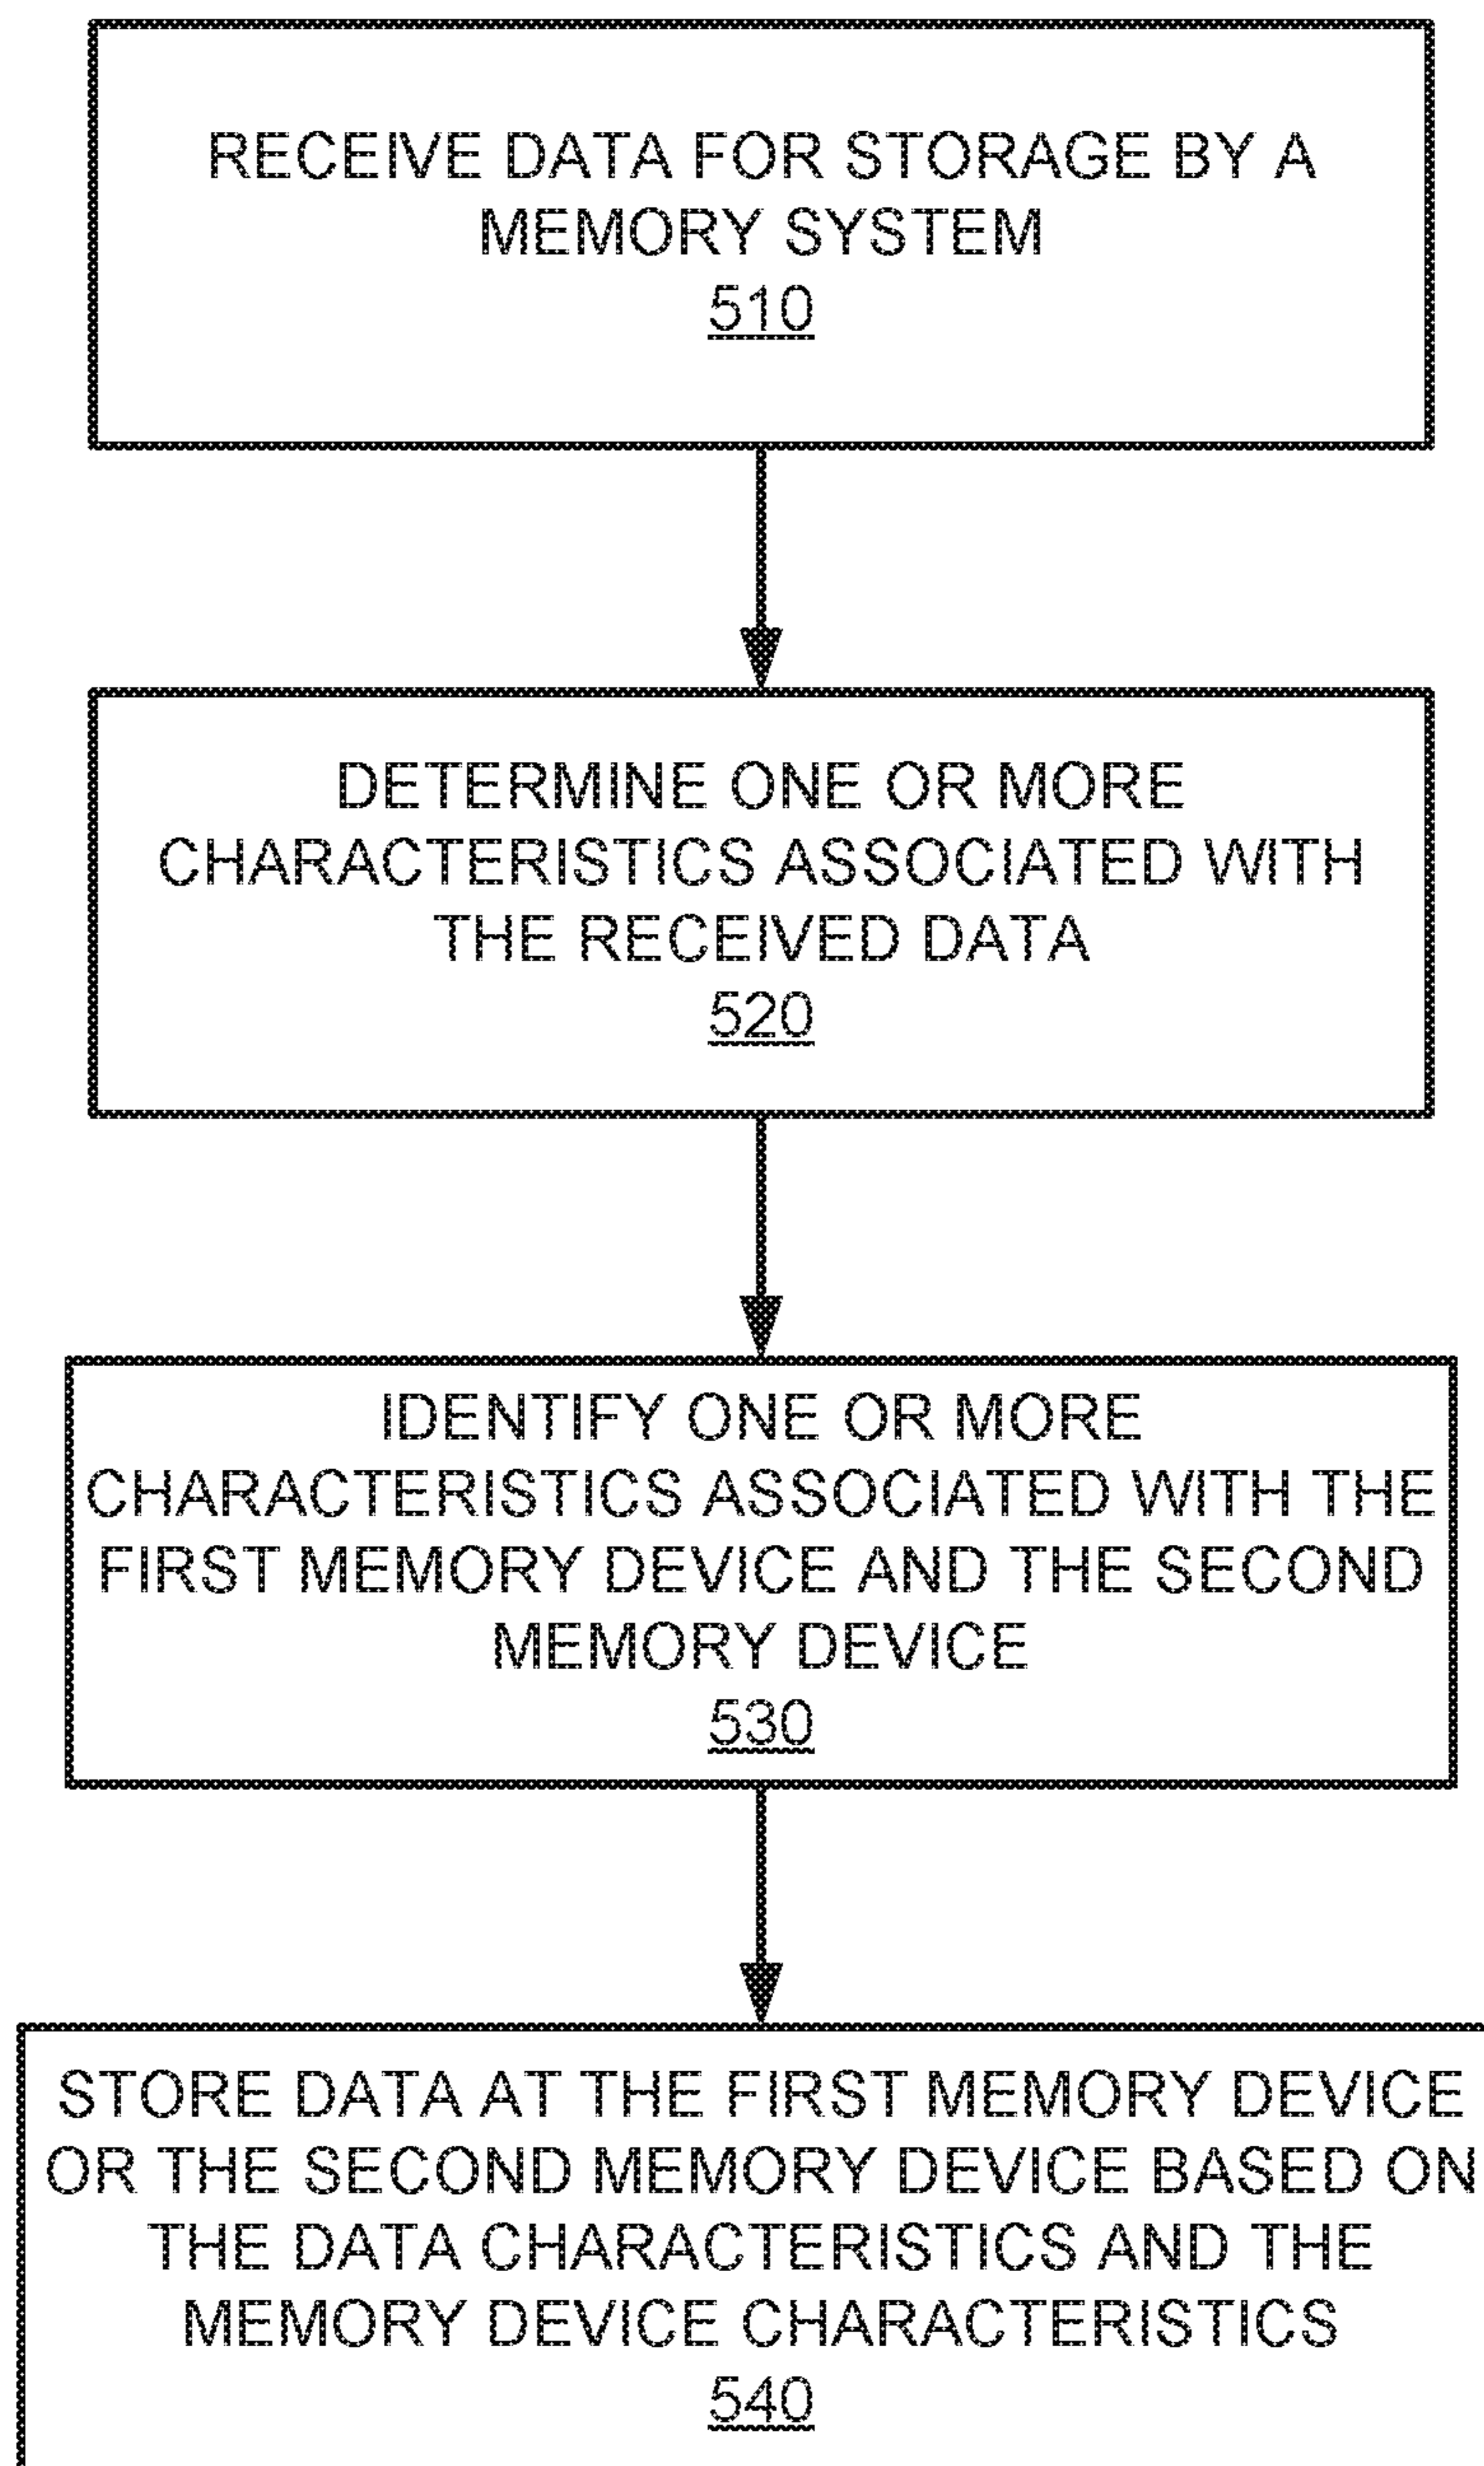 RECEIVE DATA FOR STORAGE BY A
MEMORY SYSTEM
510
DETERMINE ONE OR MORE
CHARACTERISTICS ASSOCIATED WITH
THE RECEIVED DATA
520
IDENTIFY ONE OR MORE
CHARACTERISTICS ASSOCIATED WITH THE
FIRST MEMORY DEVICE AND THE SECOND
MEMORY DEVICE
530
STORE DATA AT THE FIRST MEMORY DEVICE
OR THE SECOND MEMORY DEVICE BASED ON
THE DATA CHARACTERISTICS AND THE
MEMORY DEVICE CHARACTERISTICS
540